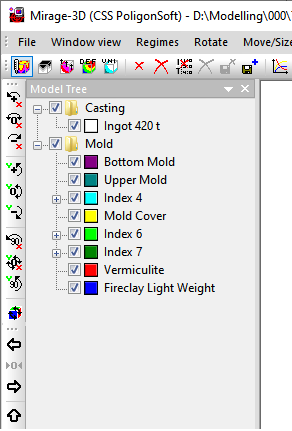 Mirage-3D (CSS PoligonSoft) - D:\Modelling\000\
File Window view Regimes Rotate Move/Size
DEF
Model Tree
Casting
Ingot 420 t
Mold
Bottom Mold
Upper Mold
Index 4
Mold Cover
Index 6
Index 7
Vermiculite
Fireclay Light Weight